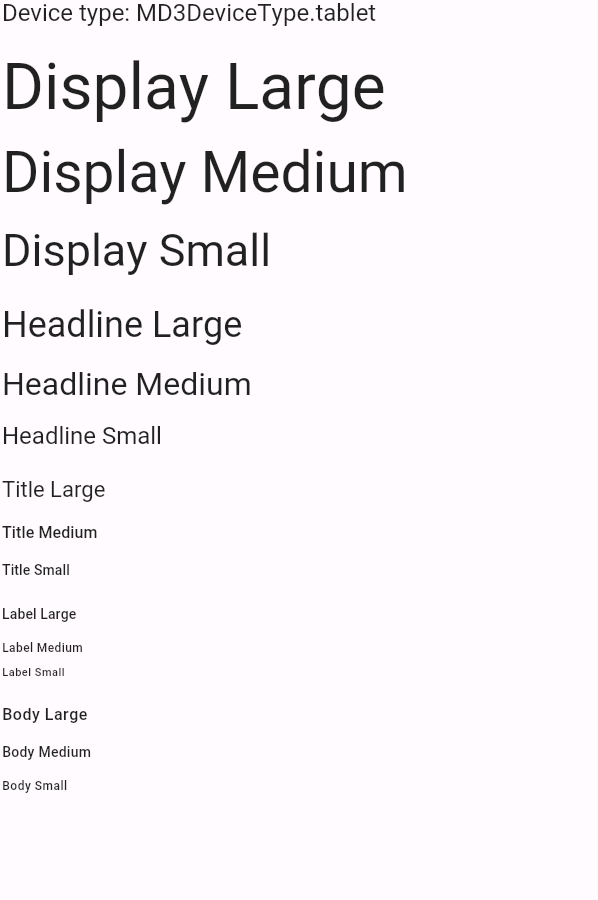 Device type: MD3DeviceType.tablet
Display Large
Display Medium
Display Small
Headline Large
Headline Medium
Headline Small
Title Large
Title Medium
Title Small
Label Large
Label Medium
Label Small
Body Large
Body Medium
Body Small